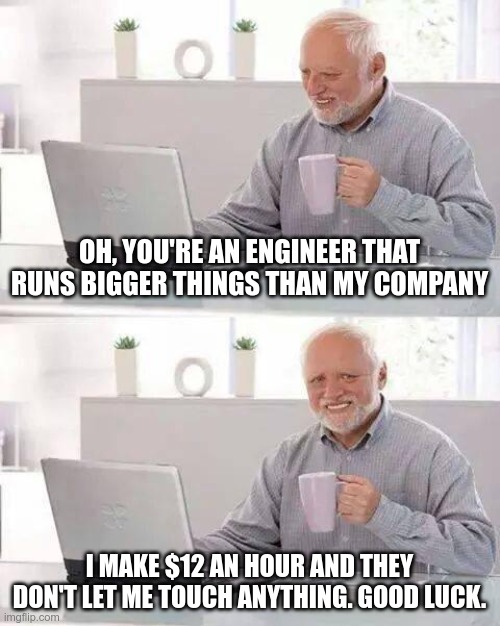 OH, YOU'RE AN ENGINEER THAT
RUNS BIGGER THINGS THAN MY COMPANY
I MAKE $12 AN HOUR AND THEY
DON'T LET ME TOUCH ANYTHING. GOOD LUCK.
imgflip.com